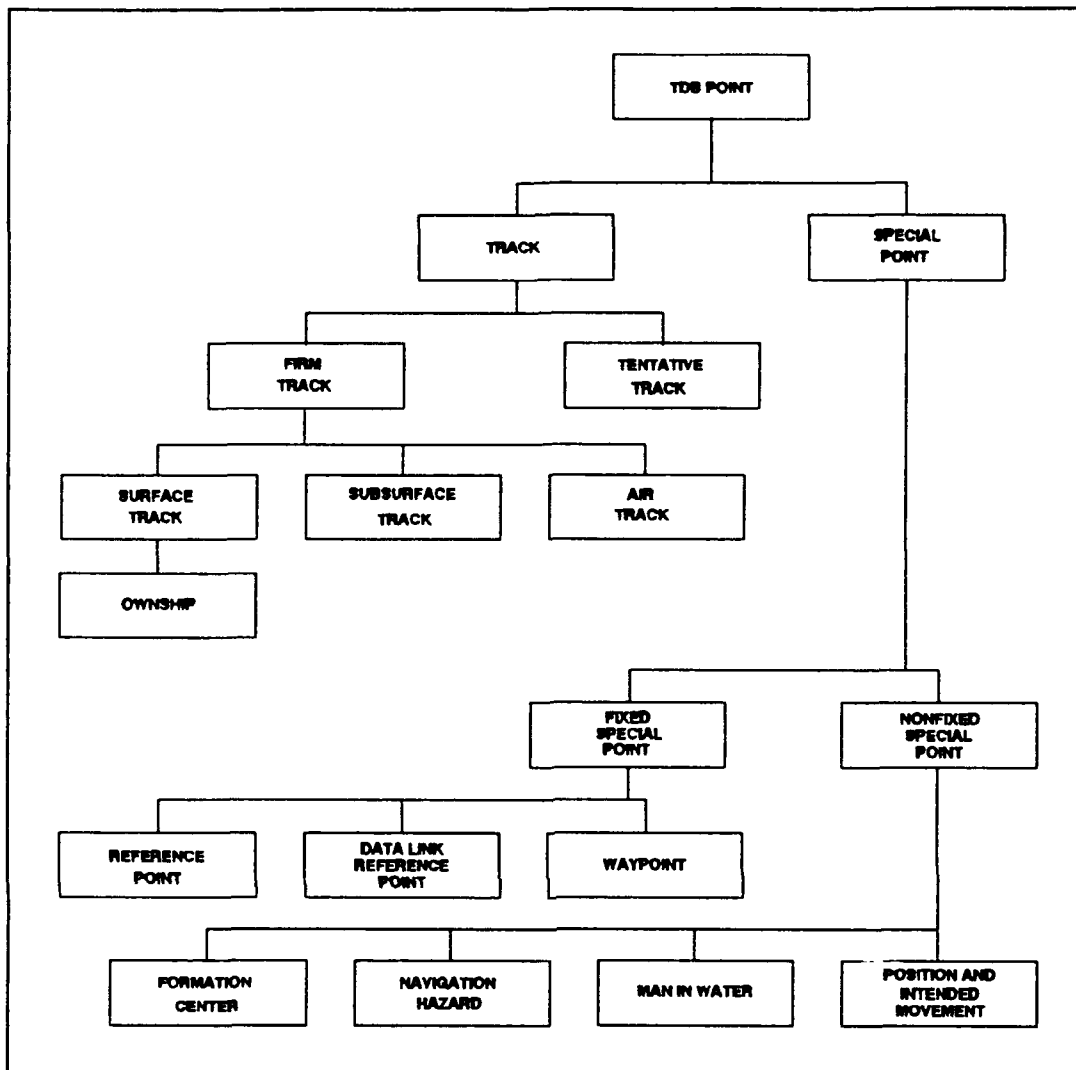 TDB POINT
TRACK
SPECIAL
POINT
FIRM
TRACK
TENTATIVE
TRACK
SURFACE
TRACK
SUBSURFACE
TRACK
AIR
TRACK
OWNSHIP
FIXED
SPECIAL
POINT
NONFIXED
SPECIAL
POINT
REFERENCE
POINT
DATA LINK
REFERENCE
POINT
WAYPOINT
FORMATION
CENTER
NAVIGATION
HAZARD
MAN IN WATER
POSITION AND
INTENDED
MOVEMENT